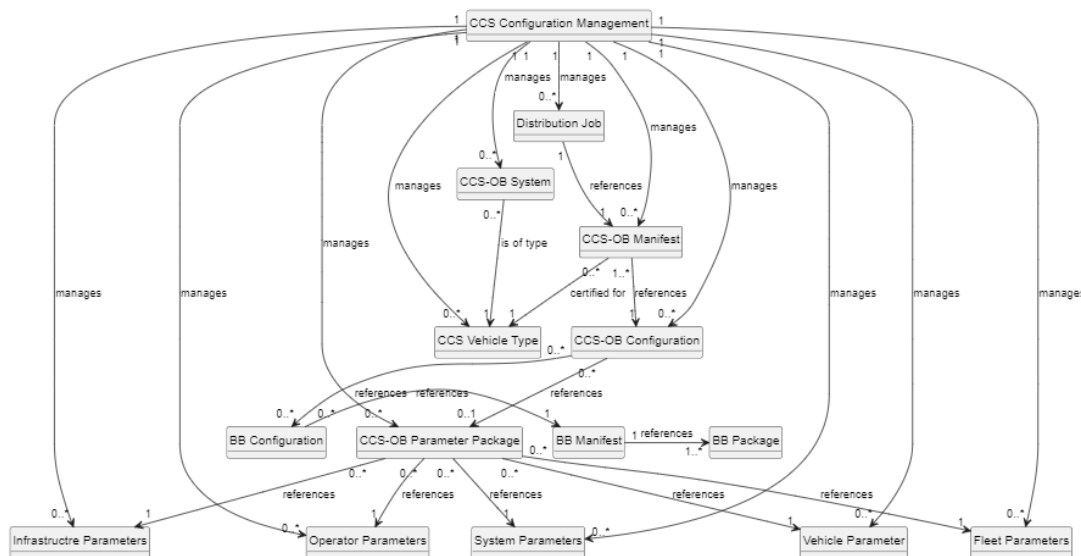 CCS Configuration Management
1 1
1 1
1 1 1 1 1 1 1
manages manages
0..*
Distribution Job
manages
1
0..*
CCS-OB System
manages references manages
0..* 1 0..*
CCS-OB Manifest
manages is of type
0..* 1..*
manages manages certified for references manages manages manages
0..* 1 1 1 0..*
CCS Vehicle Type CCS-OB Configuration
0..* 0..*
references references references
0..* 0..* 0..* 0..1 1
BB Configuration CCS-OB Parameter Package BB Manifest 1 references BB Package
1..*
0..*
0..* 0..* 0..* 0..*
references references references references references
0..* 1 0..* 1 1 0..* 1 0..* 1 0..*
Infrastructre Parameters Operator Parameters System Parameters Vehicle Parameter Fleet Parameters